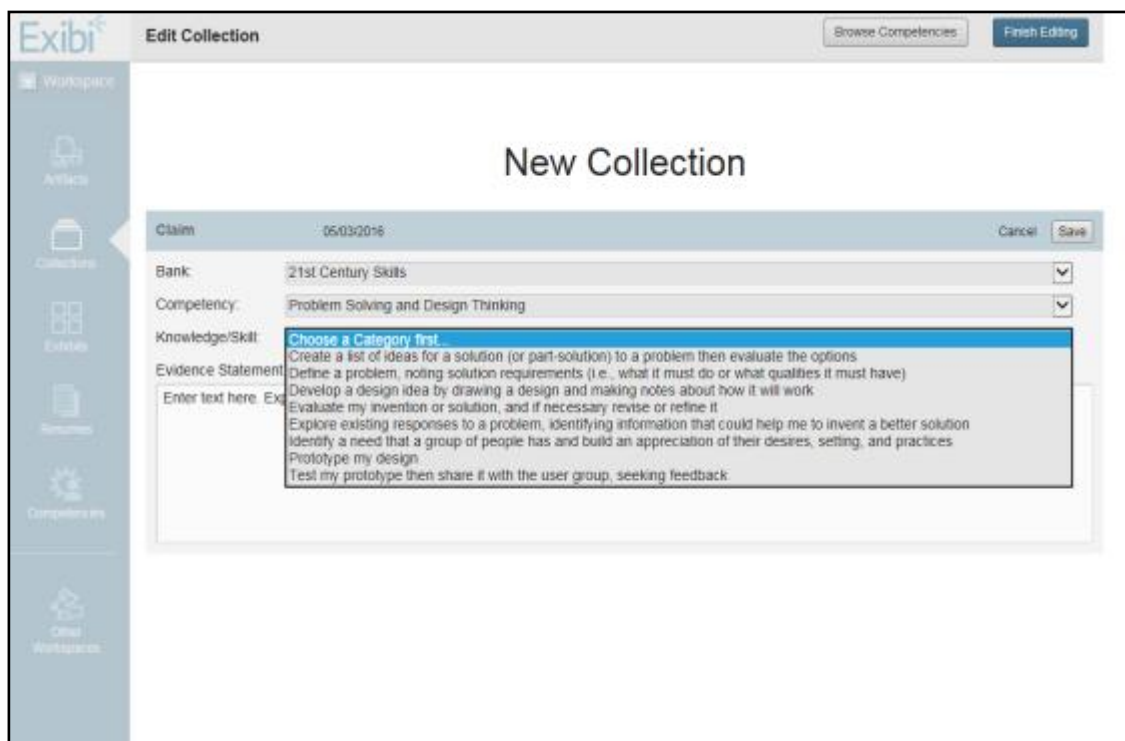 Exibi
Edit Collection
Browse Competencies
Finish Editing
Workspace
Artifacts
Collections
Exhibits
Resumes
Competencies
Other
Workspaces
New Collection
Claim 05/03/2016 Cancel Save
Bank: 21st Century Skills
Competency: Problem Solving and Design Thinking
Knowledge/Skill: Choose a Category first...
Create a list of ideas for a solution (or part-solution) to a problem then evaluate the options
Define a problem, noting solution requirements (i.e., what it must do or what qualities it must have)
Develop a design idea by drawing a design and making notes about how it will work
Evaluate my invention or solution, and if necessary revise or refine it
Explore existing responses to a problem, identifying information that could help me to invent a better solution
Identify a need that a group of people has and build an appreciation of their desires, setting, and practices
Prototype my design
Test my prototype then share it with the user group, seeking feedback
Evidence Statement
Enter text here.